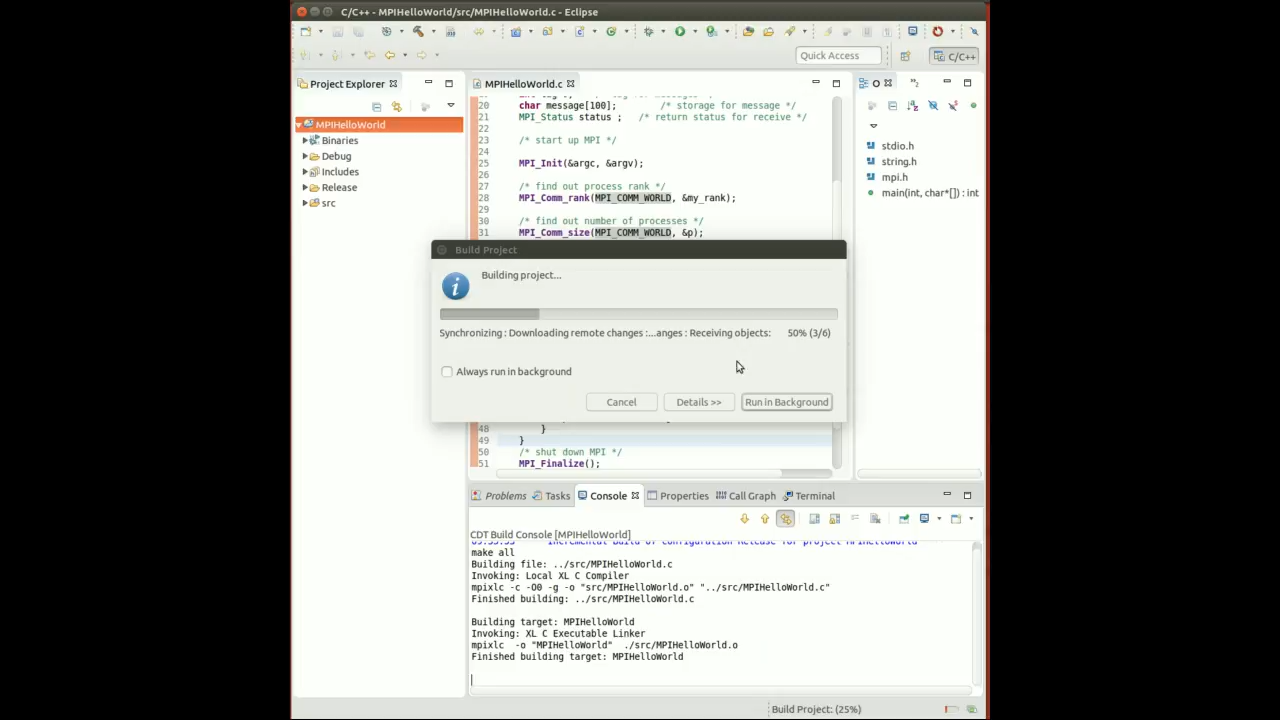 C/C++ - MPIHelloWorld/src/MPIHelloWorld.c - Eclipse
Quick Access
C/C++
Project Explorer
MPIHelloWorld
Binaries
Debug
Includes
Release
src
MPIHelloWorld.c
20 char message[100]; /* storage for message */
21 MPI_Status status ; /* return status for receive */
22
23 /* start up MPI */
24
25 MPI_Init(&argc, &argv);
26
27 /* find out process rank */
28 MPI_Comm_rank(MPI_COMM_WORLD, &my_rank);
29
30 /* find out number of processes */
31 MPI_Comm_size(MPI_COMM_WORLD, &p);
Build Project
Building project...
Synchronizing : Downloading remote changes :...anges : Receiving objects: 50% (3/6)
Always run in background
Cancel
Details >>
Run in Background
48 }
49 }
50 /* shut down MPI */
51 MPI_Finalize();
O
stdio.h
string.h
mpi.h
main(int, char*[]) : int
Problems
Tasks
Console
Properties
Call Graph
Terminal
CDT Build Console [MPIHelloWorld]
make all
Building file: ../src/MPIHelloWorld.c
Invoking: Local XL C Compiler
mpixlc -c -O0 -g -o "src/MPIHelloWorld.o" "../src/MPIHelloWorld.c"
Finished building: ../src/MPIHelloWorld.c
Building target: MPIHelloWorld
Invoking: XL C Executable Linker
mpixlc -o "MPIHelloWorld" ./src/MPIHelloWorld.o
Finished building target: MPIHelloWorld
Build Project: (25%)